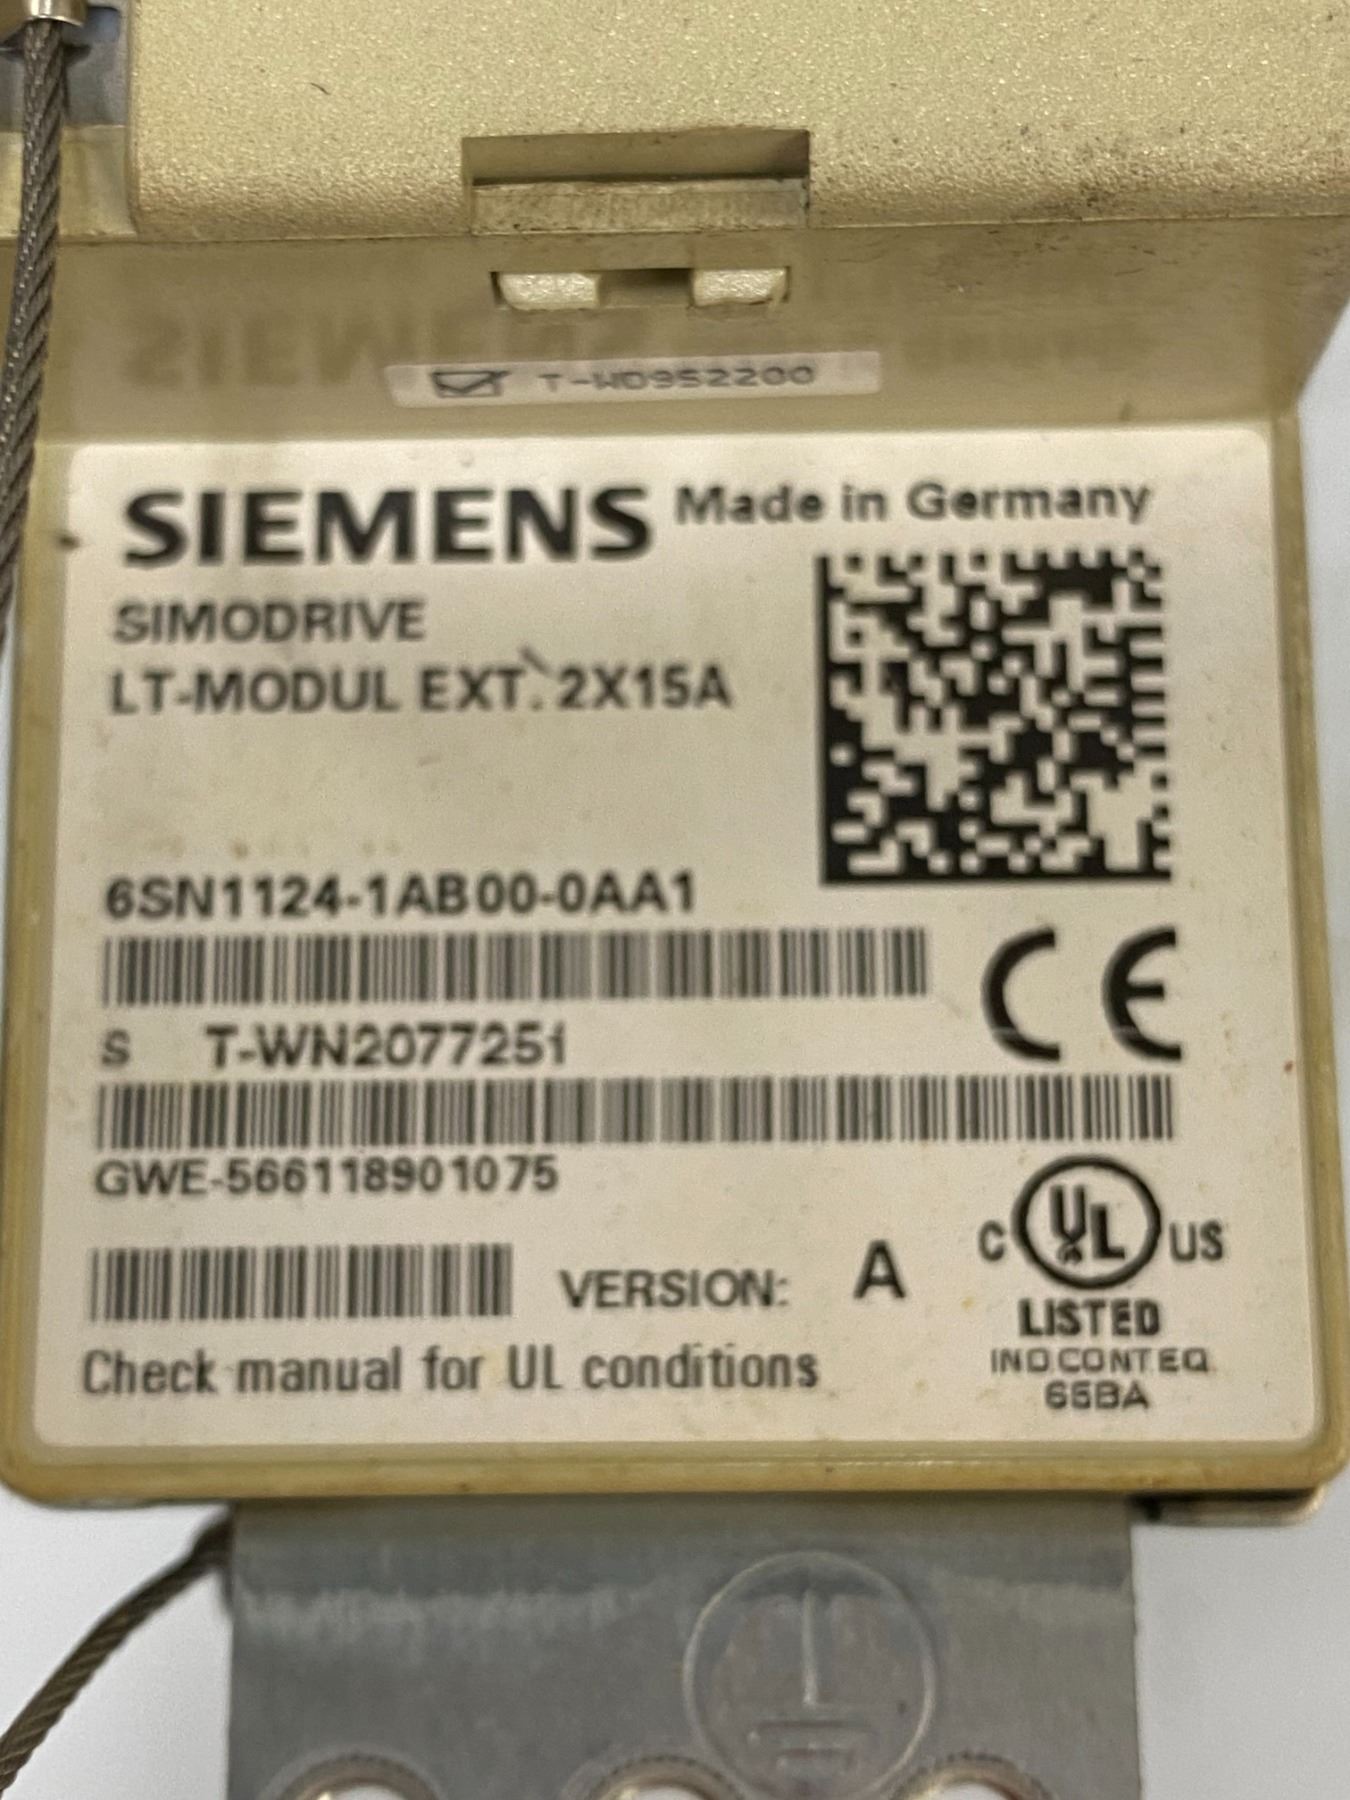 T-WD952200
SIEMENS Made in Germany
SIMODRIVE
LT-MODUL EXT. 2X15A
6SN1124-1AB00-0AA1
S T-WN2077251
GWE-566118901075
VERSION: A
C UL US
LISTED
IND.CONT.EQ.
Check manual for UL conditions